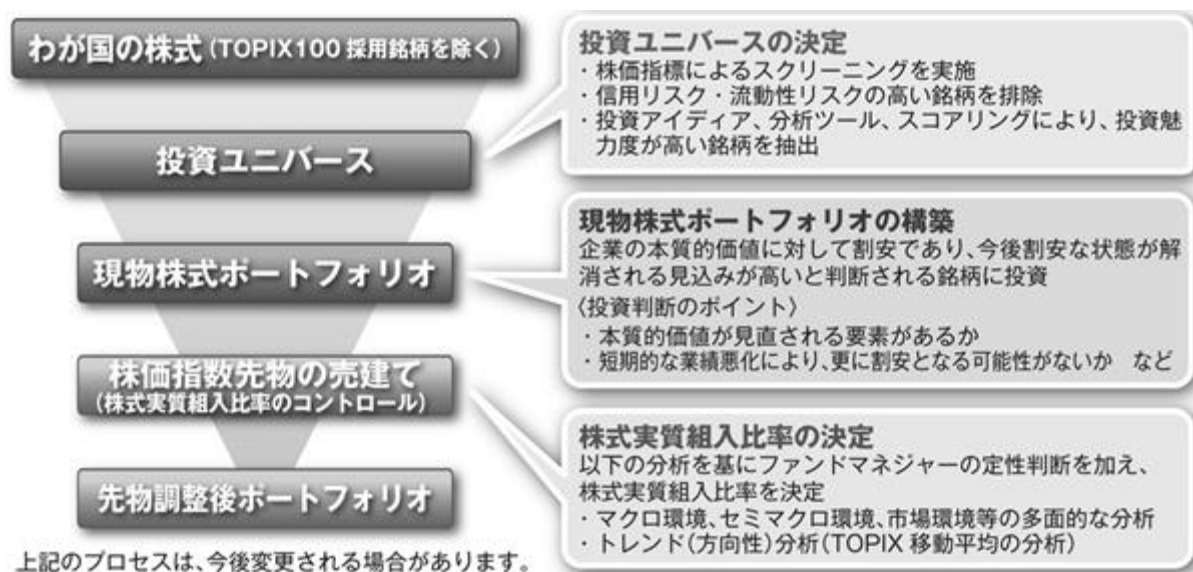 わが国の株式(TOPIX100 採用銘柄を除く)
投資ユニバース
現物株式ポートフォリオ
株価指数先物の売建て
(株式実質組入比率のコントロール)
先物調整後ポートフォリオ
上記のプロセスは、今後変更される場合があります。
投資ユニバースの決定
・株価指標によるスクリーニングを実施
・信用リスク・流動性リスクの高い銘柄を排除
・投資アイディア、分析ツール、スコアリングにより、投資魅
力度が高い銘柄を抽出
現物株式ポートフォリオの構築
企業の本質的価値に対して割安であり、今後割安な状態が解
消される見込みが高いと判断される銘柄に投資
〈投資判断のポイント〉
・本質的価値が見直される要素があるか
・短期的な業績悪化により、更に割安となる可能性がないか　など
株式実質組入比率の決定
以下の分析を基にファンドマネジャーの定性判断を加え、
株式実質組入比率を決定
・マクロ環境、セミマクロ環境、市場環境等の多面的な分析
・トレンド(方向性)分析(TOPIX 移動平均の分析)